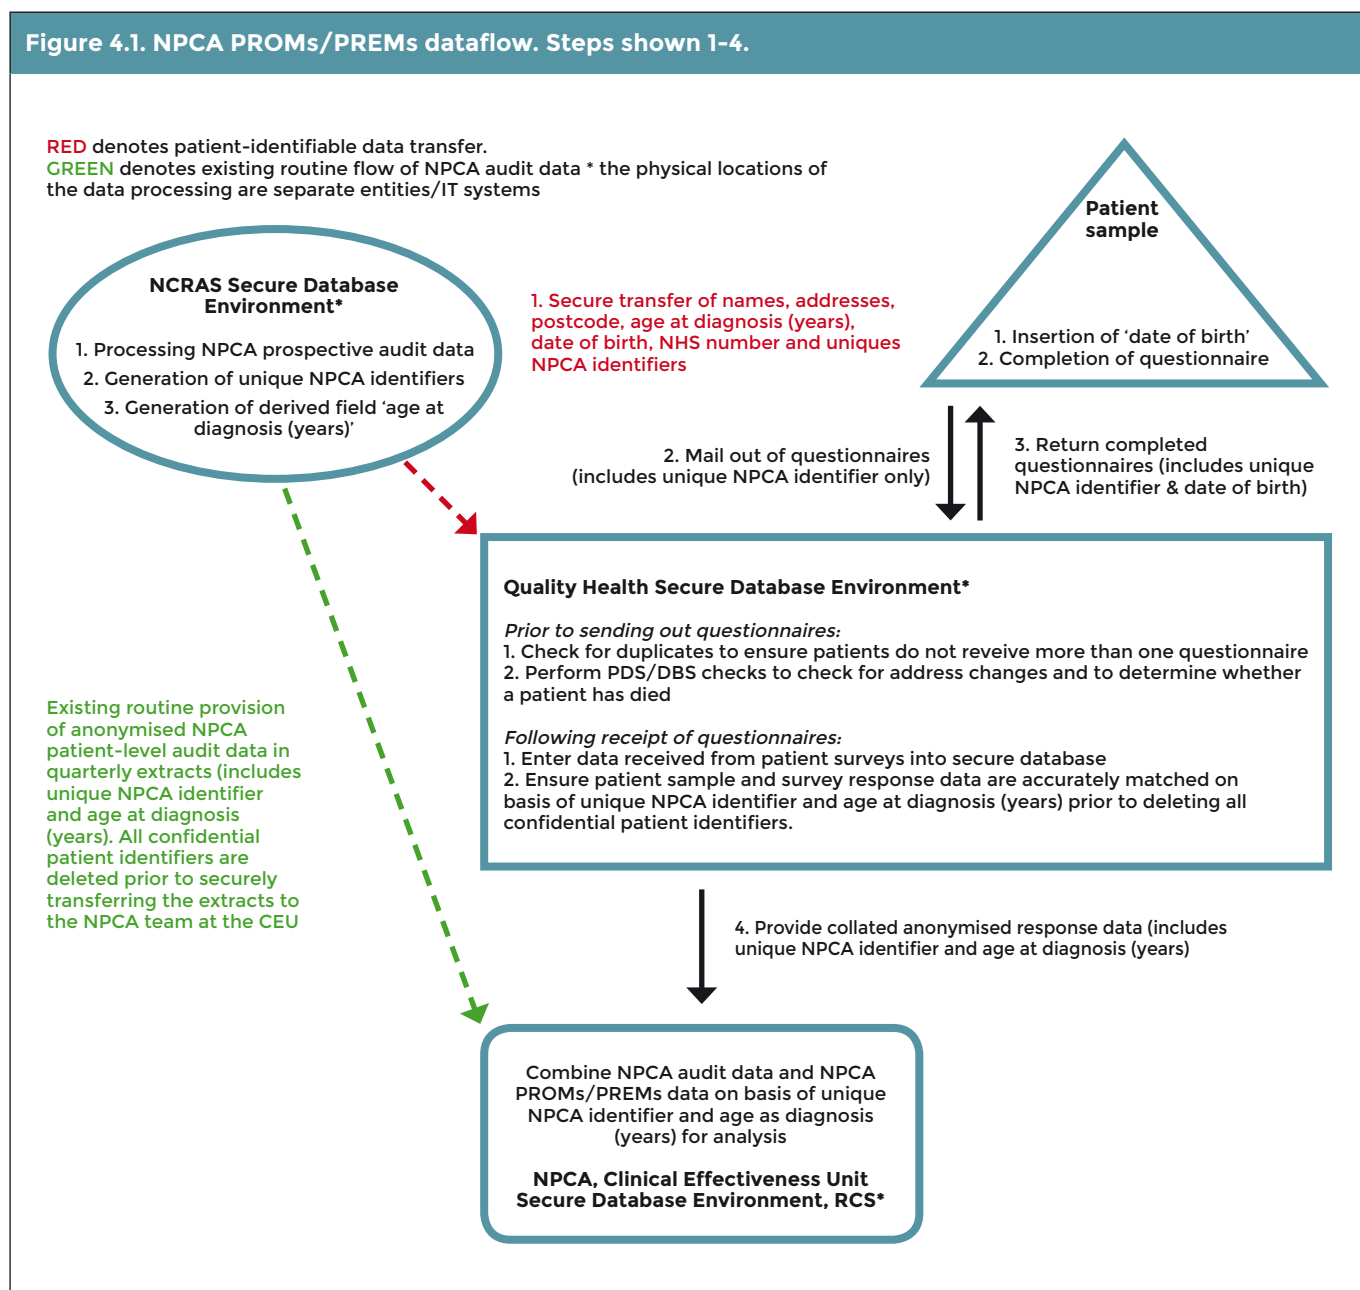 Figure 4.1. NPCA PROMs/PREMs dataflow. Steps shown 1-4.
RED denotes patient-identifiable data transfer.
GREEN denotes existing routine flow of NPCA audit data * the physical locations of
the data processing are separate entities/IT systems
Patient
sample
1. Insertion of ‘date of birth’
2. Completion of questionnaire
NCRAS Secure Database
Environment*
1. Processing NPCA prospective audit data
2. Generation of unique NPCA identifiers
3. Generation of derived field ‘age at
diagnosis (years)’
1. Secure transfer of names, addresses,
postcode, age at diagnosis (years),
date of birth, NHS number and uniques
NPCA identifiers
2. Mail out of questionnaires
(includes unique NPCA identifier only)
3. Return completed
questionnaires (includes unique
NPCA identifier & date of birth)
Quality Health Secure Database Environment*
Prior to sending out questionnaires:
1. Check for duplicates to ensure patients do not reveive more than one questionnaire
2. Perform PDS/DBS checks to check for address changes and to determine whether
a patient has died
Following receipt of questionnaires:
1. Enter data received from patient surveys into secure database
2. Ensure patient sample and survey response data are accurately matched on
basis of unique NPCA identifier and age at diagnosis (years) prior to deleting all
confidential patient identifiers.
Existing routine provision
of anonymised NPCA
patient-level audit data in
quarterly extracts (includes
unique NPCA identifier
and age at diagnosis
(years). All confidential
patient identifiers are
deleted prior to securely
transferring the extracts to
the NPCA team at the CEU
4. Provide collated anonymised response data (includes
unique NPCA identifier and age at diagnosis (years)
Combine NPCA audit data and NPCA
PROMs/PREMs data on basis of unique
NPCA identifier and age as diagnosis
(years) for analysis
NPCA, Clinical Effectiveness Unit
Secure Database Environment, RCS*